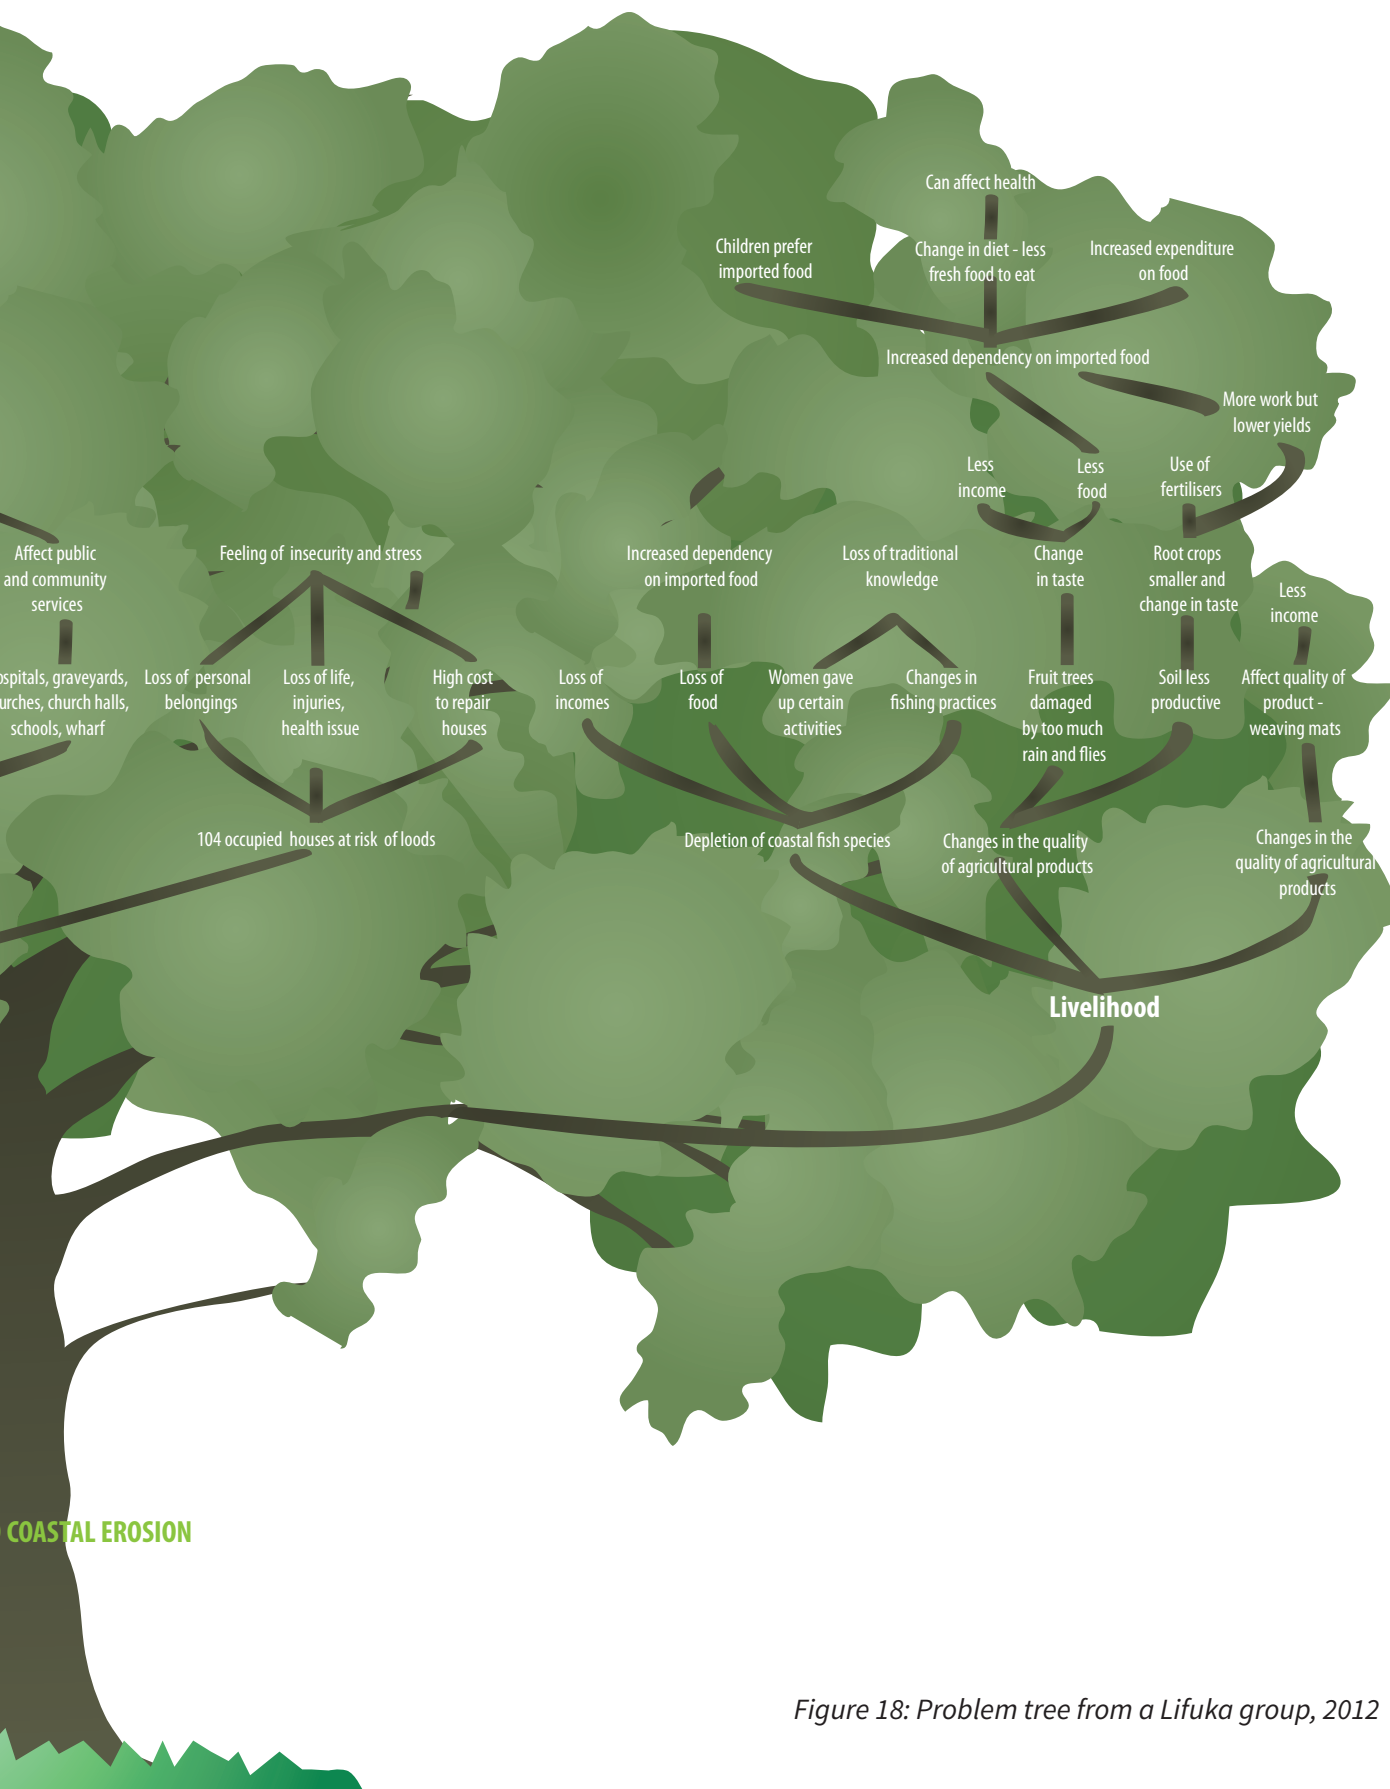 Can affect health
Children prefer
imported food
Change in diet - less
fresh food to eat
Increased expenditure
on food
Increased dependency on imported food
More work but
lower yields
Less
income
Less
food
Use of
fertilisers
Affect public
and community
services
Feeling of insecurity and stress
Increased dependency
on imported food
Loss of traditional
knowledge
Change
in taste
Root crops
smaller and
change in taste
Less
income
ospitals, graveyards,
urches, church halls,
schools, wharf
Loss of personal
belongings
Loss of life,
injuries,
health issue
High cost
to repair
houses
Loss of
incomes
Loss of
food
Women gave
up certain
activities
Changes in
fishing practices
Fruit trees
damaged
by too much
rain and flies
Soil less
productive
Affect quality of
product -
weaving mats
104 occupied houses at risk of loods
Depletion of coastal fish species
Changes in the quality
of agricultural products
Changes in the
quality of agricultural
products
Livelihood
COASTAL EROSION
Figure 18: Problem tree from a Lifuka group, 2012